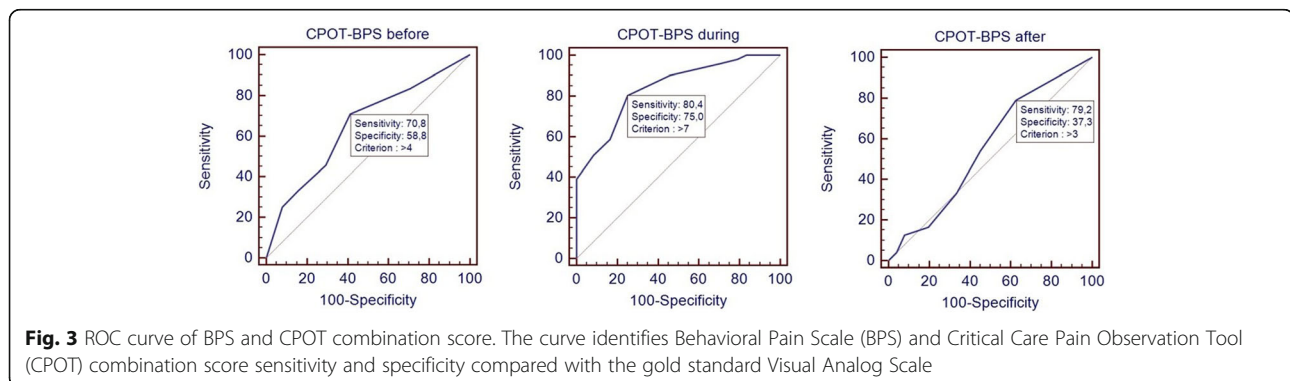 CPOT-BPS before
100
80
60
40
20
0
Sensitivity
Sensitivity: 70,8
Specificity: 58,8
Criterion : >4
0 20 40 60 80 100
100-Specificity
CPOT-BPS during
100
80
60
40
20
0
Sensitivity
Sensitivity: 80,4
Specificity: 75,0
Criterion : >7
0 20 40 60 80 100
100-Specificity
CPOT-BPS after
100
80
60
40
20
0
Sensitivity
Sensitivity: 79,2
Specificity: 37,3
Criterion : >3
0 20 40 60 80 100
100-Specificity
Fig. 3 ROC curve of BPS and CPOT combination score. The curve identifies Behavioral Pain Scale (BPS) and Critical Care Pain Observation Tool
(CPOT) combination score sensitivity and specificity compared with the gold standard Visual Analog Scale